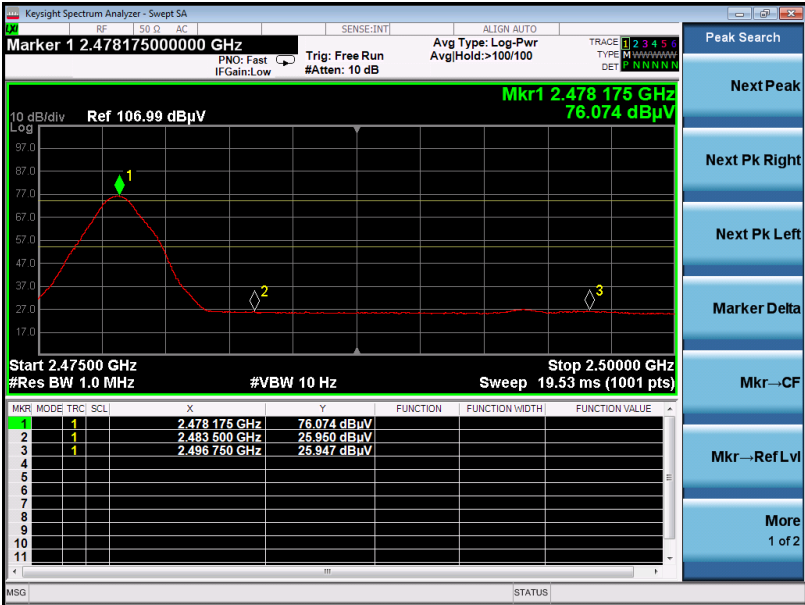 Keysight Spectrum Analyzer - Swept SA
LXI RF 50 Ω AC SENSE:INT ALIGN AUTO
Marker 1 2.478175000000 GHz
PNO: Fast
IFGain:Low
Trig: Free Run
#Atten: 10 dB
Avg Type: Log-Pwr
Avg|Hold:>100/100
TRACE 1 2 3 4 5 6
TYPE M WWWWW
DET P N N N N N
Mkr1 2.478 175 GHz
76.074 dBµV
10 dB/div Ref 106.99 dBµV
Log
97.0
87.0
77.0
67.0
57.0
47.0
37.0
27.0
17.0
1
2
3
Start 2.47500 GHz Stop 2.50000 GHz
#Res BW 1.0 MHz #VBW 10 Hz Sweep 19.53 ms (1001 pts)
MKR MODE TRC SCL X Y FUNCTION FUNCTION WIDTH FUNCTION VALUE
1 1 2.478 175 GHz 76.074 dBµV
2 1 2.483 500 GHz 25.950 dBµV
3 1 2.496 750 GHz 25.947 dBµV
4
5
6
7
8
9
10
11
MSG STATUS
Peak Search
Next Peak
Next Pk Right
Next Pk Left
Marker Delta
Mkr→CF
Mkr→Ref Lvl
More
1 of 2